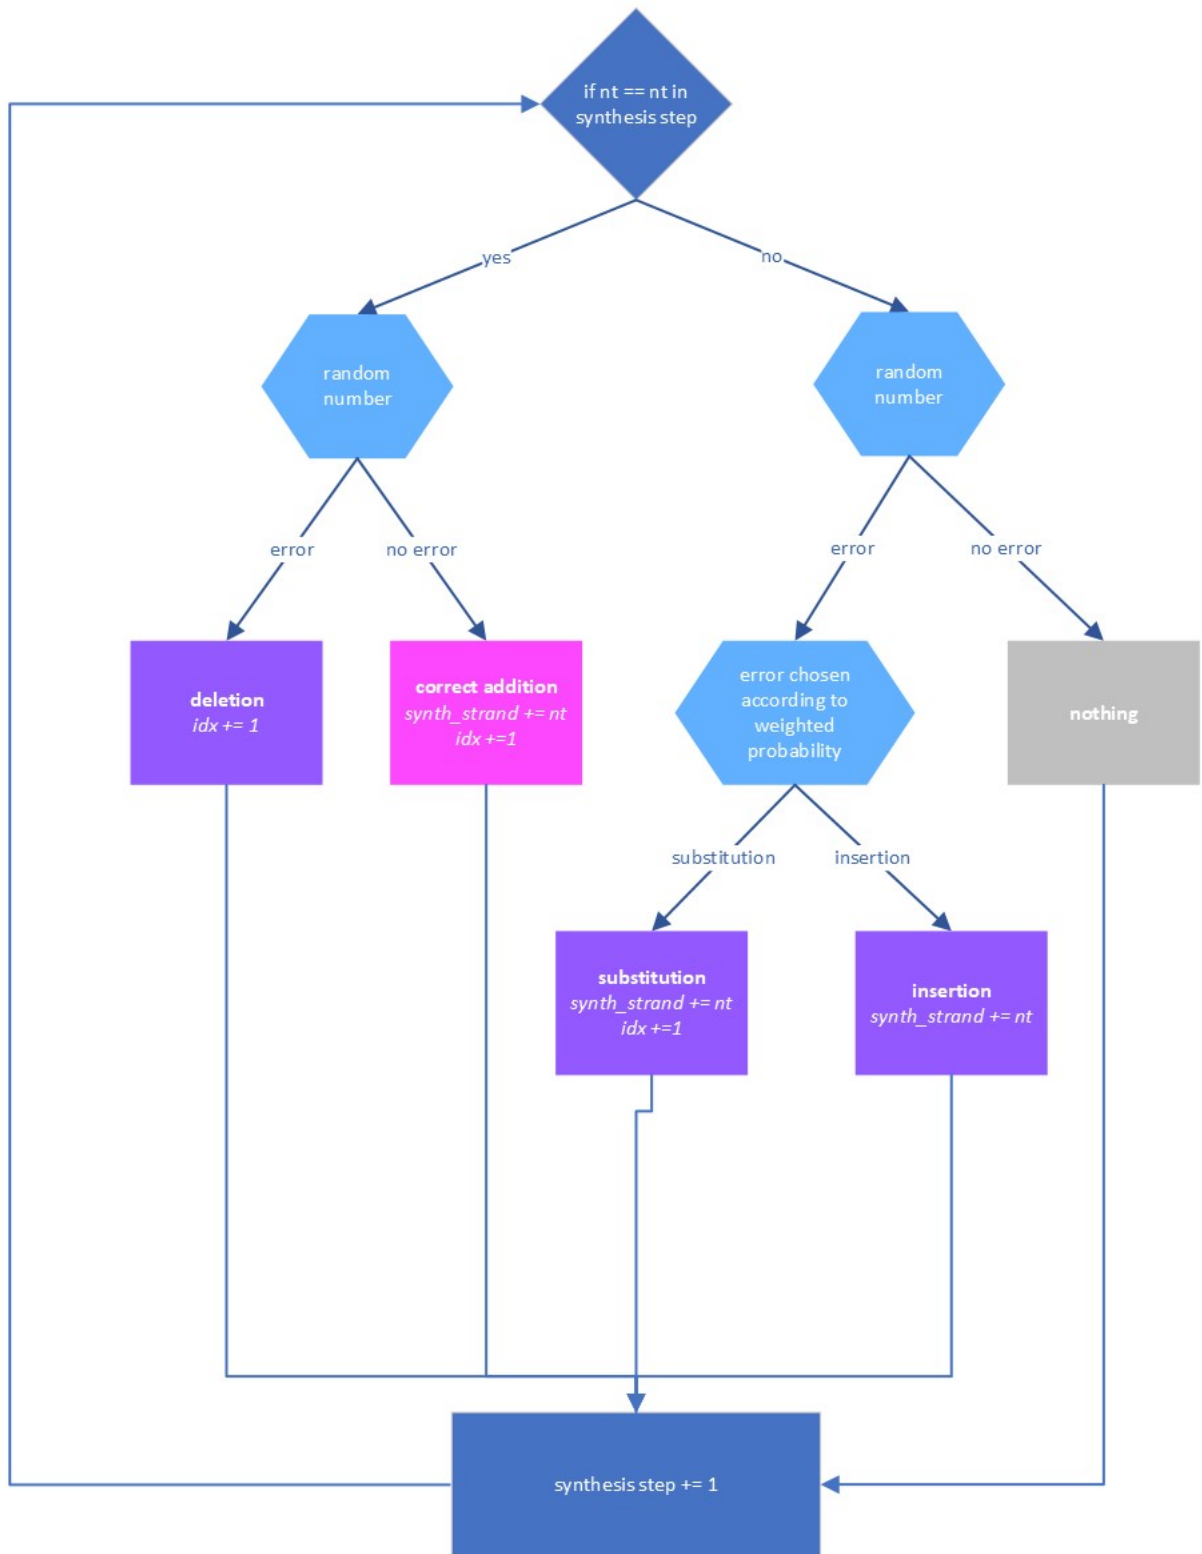 if nt == nt in
synthesis step
yes
no
random
number
random
number
error
no error
error
no error
deletion
idx += 1
correct addition
synth_strand += nt
idx +=1
error chosen
according to
weighted
probability
nothing
substitution
insertion
substitution
synth_strand += nt
idx +=1
insertion
synth_strand += nt
synthesis step += 1